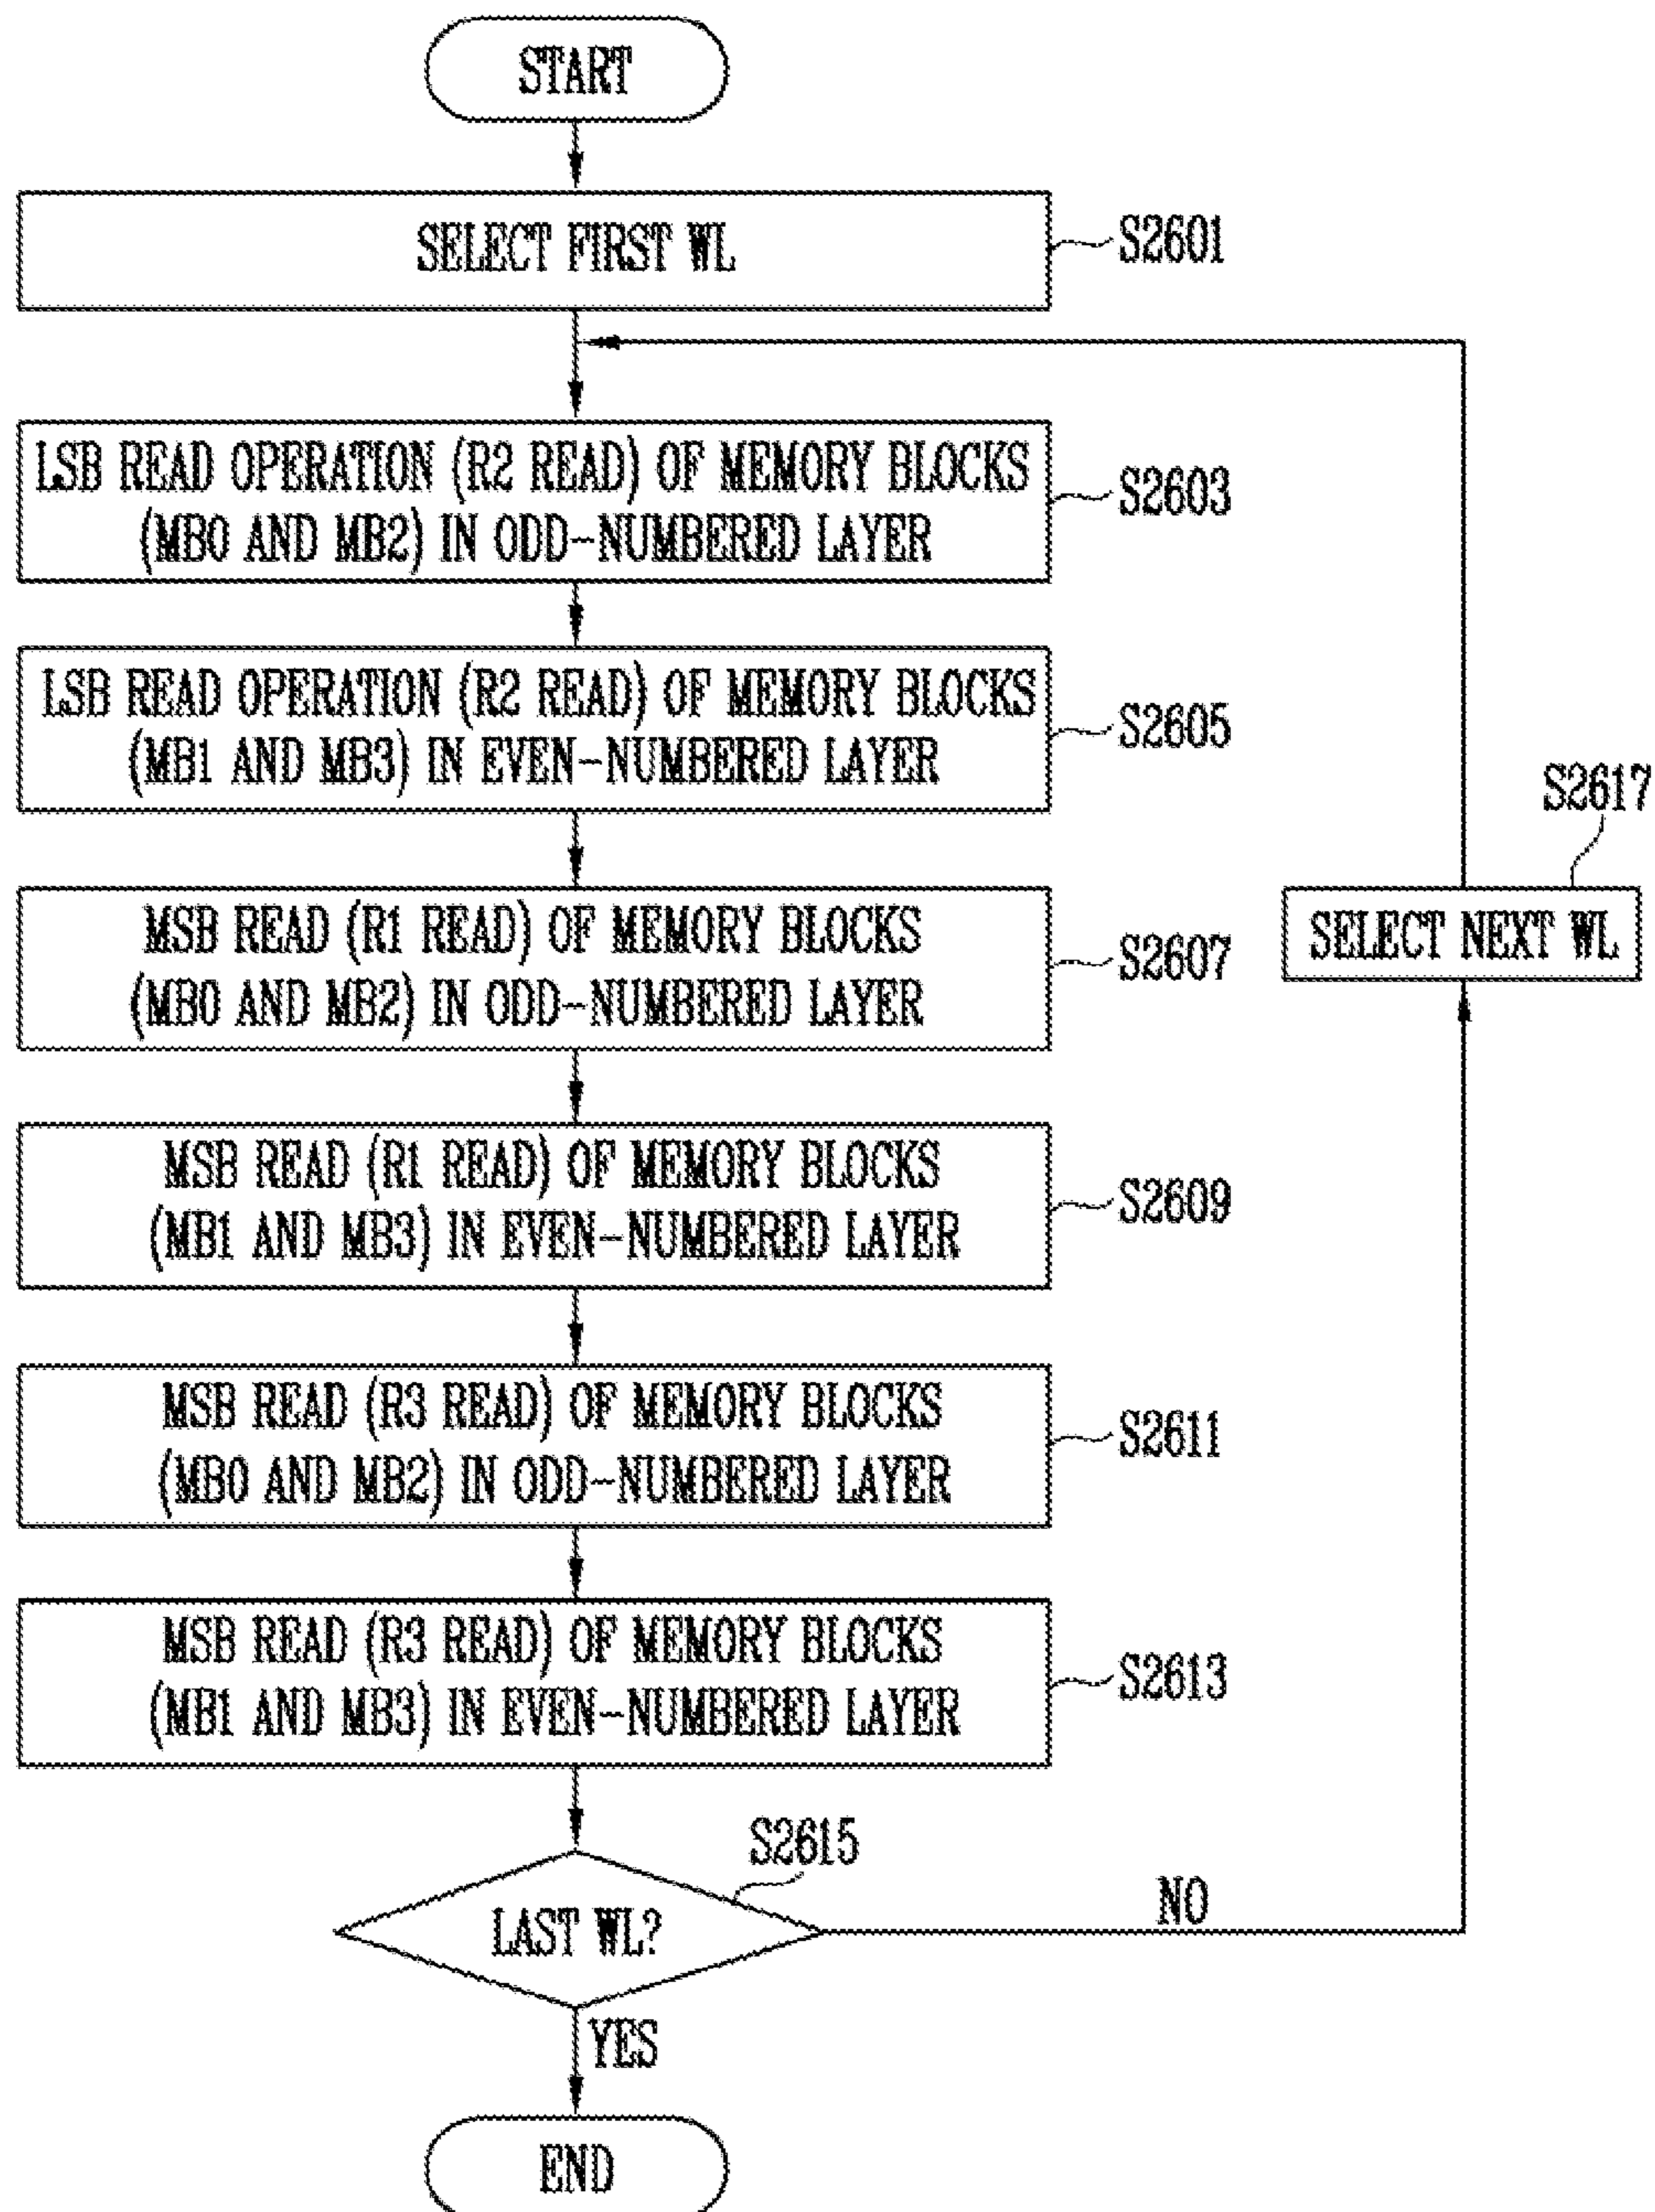 START
SELECT FIRST WL
S2601
LSB READ OPERATION (R2 READ) OF MEMORY BLOCKS
(MB0 AND MB2) IN ODD-NUMBERED LAYER
S2603
LSB READ OPERATION (R2 READ) OF MEMORY BLOCKS
(MB1 AND MB3) IN EVEN-NUMBERED LAYER
S2605
S2617
SELECT NEXT WL
MSB READ (R1 READ) OF MEMORY BLOCKS
(MB0 AND MB2) IN ODD-NUMBERED LAYER
S2607
MSB READ (R1 READ) OF MEMORY BLOCKS
(MB1 AND MB3) IN EVEN-NUMBERED LAYER
S2609
MSB READ (R3 READ) OF MEMORY BLOCKS
(MB0 AND MB2) IN ODD-NUMBERED LAYER
S2611
MSB READ (R3 READ) OF MEMORY BLOCKS
(MB1 AND MB3) IN EVEN-NUMBERED LAYER
S2613
S2615
LAST WL?
NO
YES
END